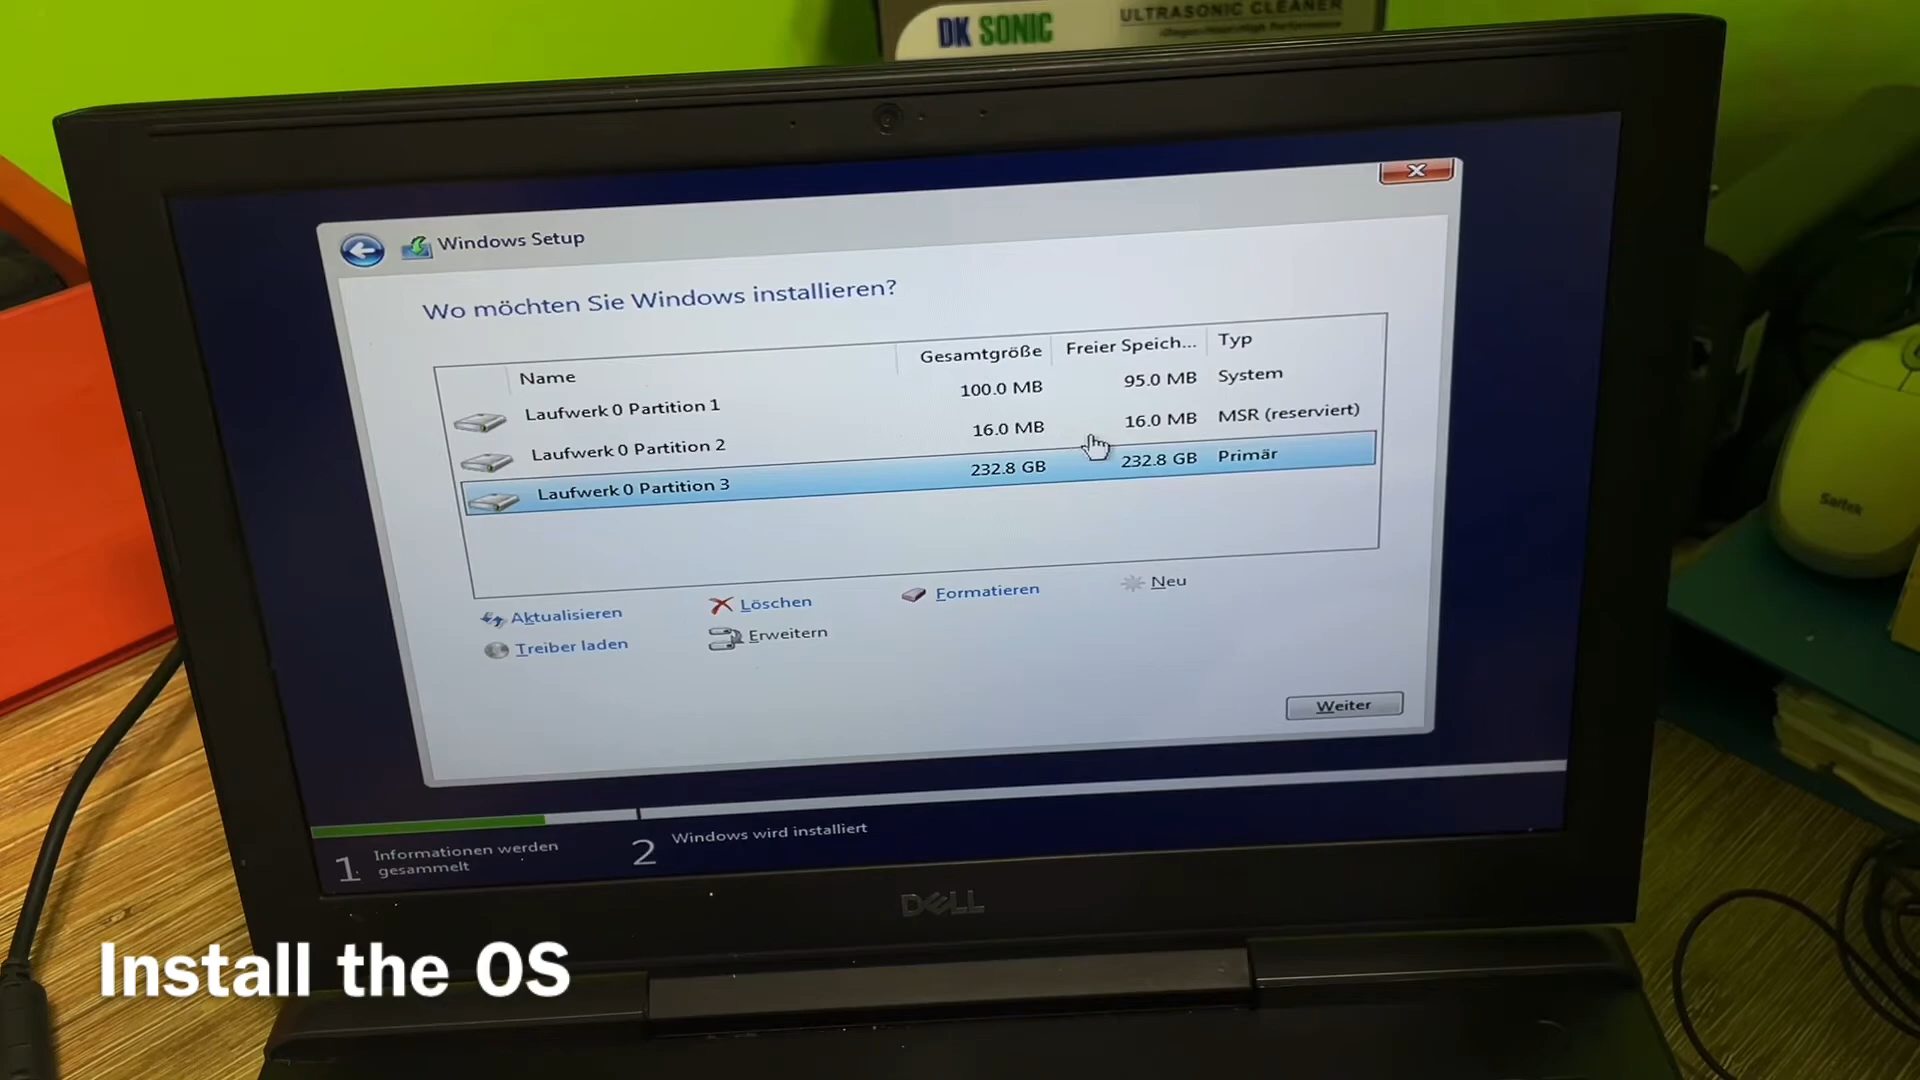 DK SONIC
ULTRASONIC CLEANER
Windows Setup
Wo möchten Sie Windows installieren?
Name Gesamtgröße Freier Speich... Typ
Laufwerk 0 Partition 1 100.0 MB 95.0 MB System
Laufwerk 0 Partition 2 16.0 MB 16.0 MB MSR (reserviert)
Laufwerk 0 Partition 3 232.8 GB 232.8 GB Primär
Aktualisieren Löschen Formatieren Neu
Treiber laden Erweitern
Weiter
1 Informationen werden gesammelt
2 Windows wird installiert
DELL
Saitek
Install the OS